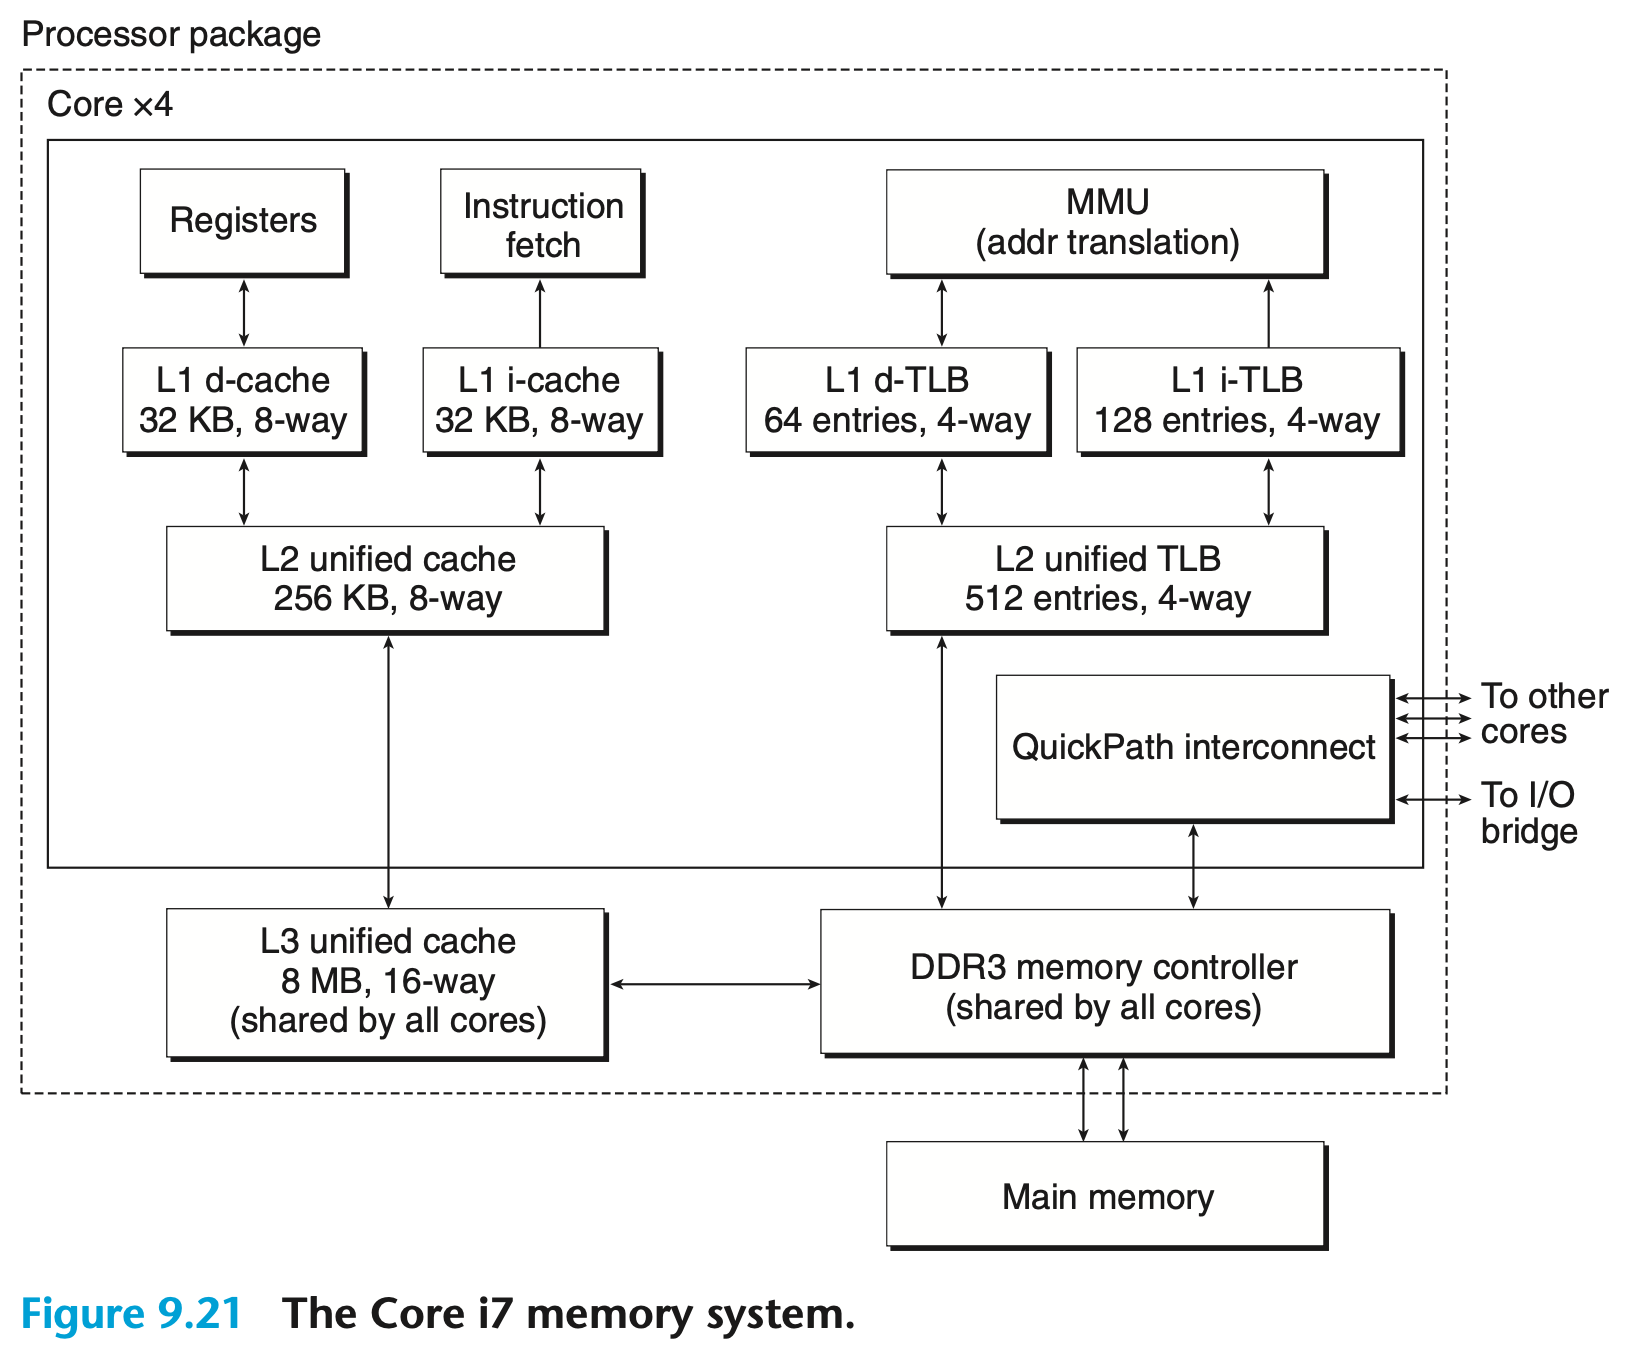 Processor package
Core ×4
Registers
Instruction
fetch
MMU
(addr translation)
L1 d-cache
32 KB, 8-way
L1 i-cache
32 KB, 8-way
L1 d-TLB
64 entries, 4-way
L1 i-TLB
128 entries, 4-way
L2 unified cache
256 KB, 8-way
L2 unified TLB
512 entries, 4-way
QuickPath interconnect
To other
cores
To I/O
bridge
L3 unified cache
8 MB, 16-way
(shared by all cores)
DDR3 memory controller
(shared by all cores)
Main memory
Figure 9.21 The Core i7 memory system.